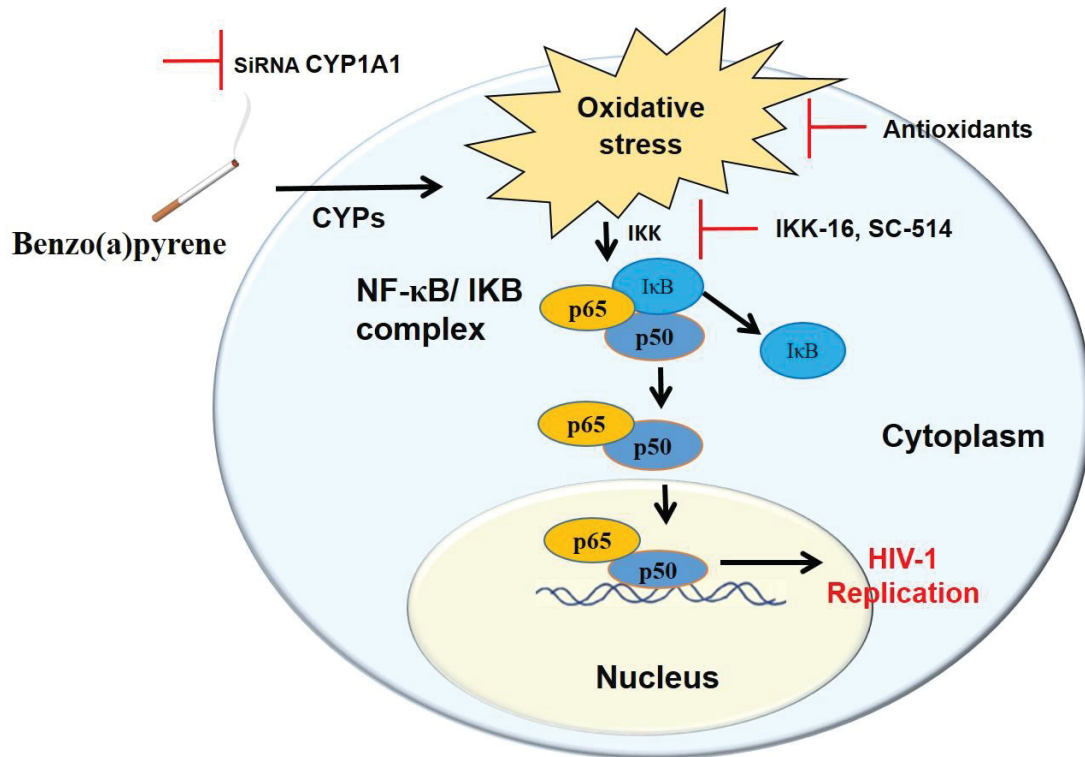 SiRNA CYP1A1
Oxidative
stress
Antioxidants
CYPs
Benzo(a)pyrene
IKK
IKK-16, SC-514
NF-κB/ IKB
complex
IκB
p65
p50
IκB
p65
p50
Cytoplasm
p65
p50
HIV-1
Replication
Nucleus